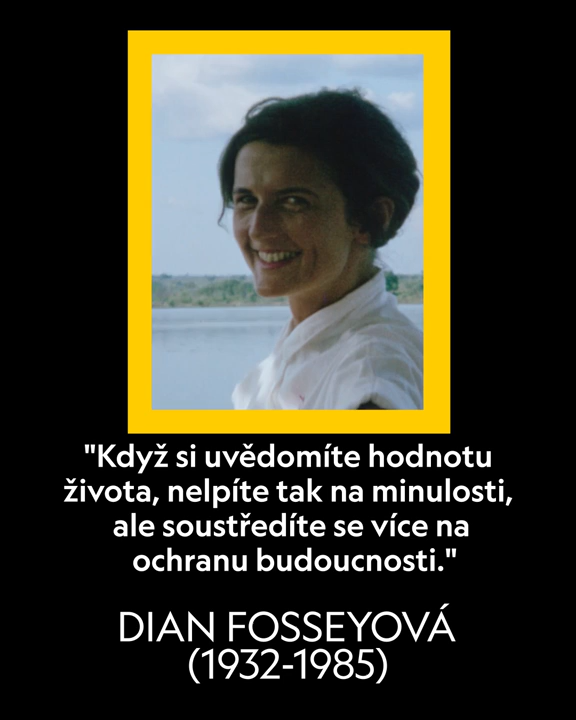 "Když si uvědomíte hodnotu
života, nelpíte tak na minulosti,
ale soustředíte se více na
ochranu budoucnosti."
DIAN FOSSEYOVÁ
(1932-1985)